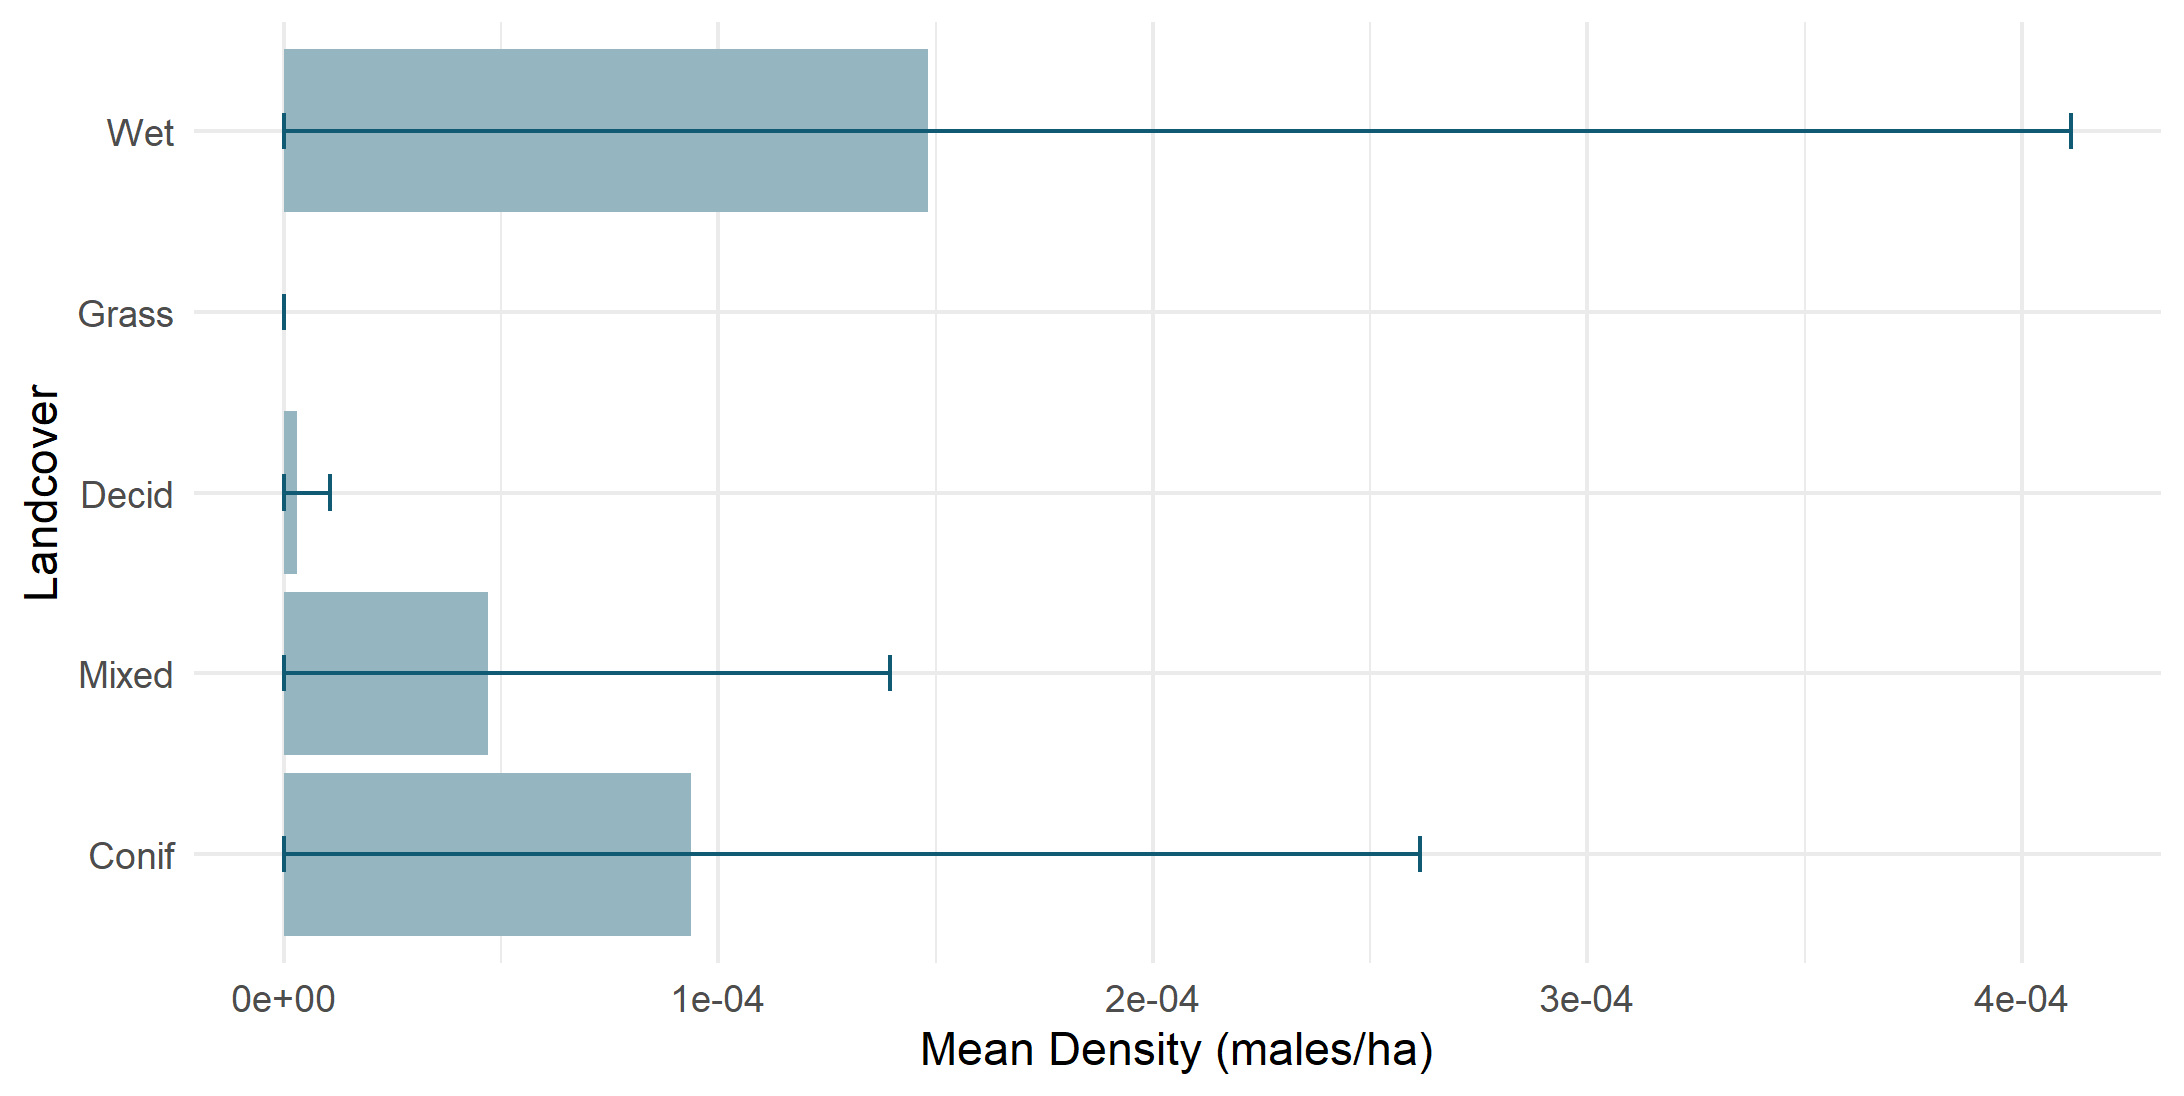 Wet
Grass
Decid
Mixed
Conif
Landcover
0e+00 1e-04 2e-04 3e-04 4e-04
Mean Density (males/ha)